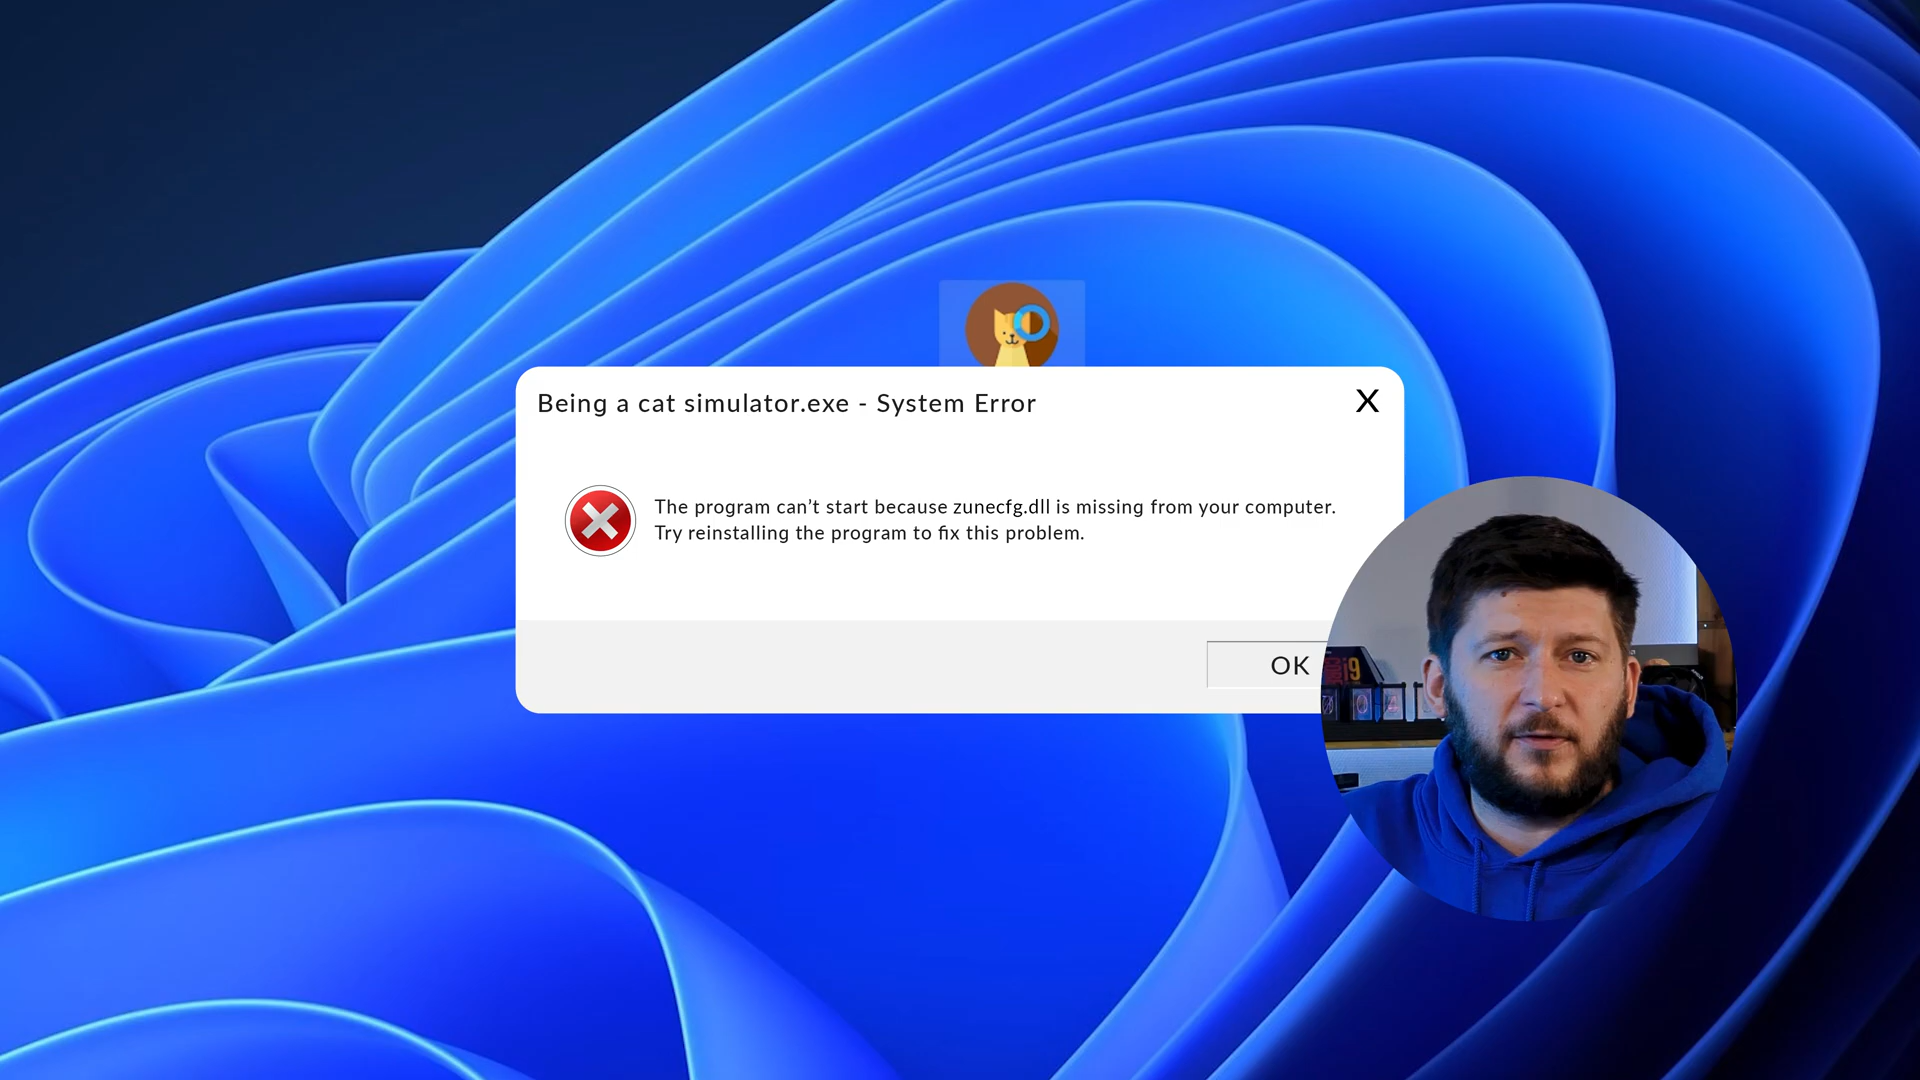 Being a cat simulator.exe - System Error
X
The program can’t start because zunecfg.dll is missing from your computer.
Try reinstalling the program to fix this problem.
OK
i9